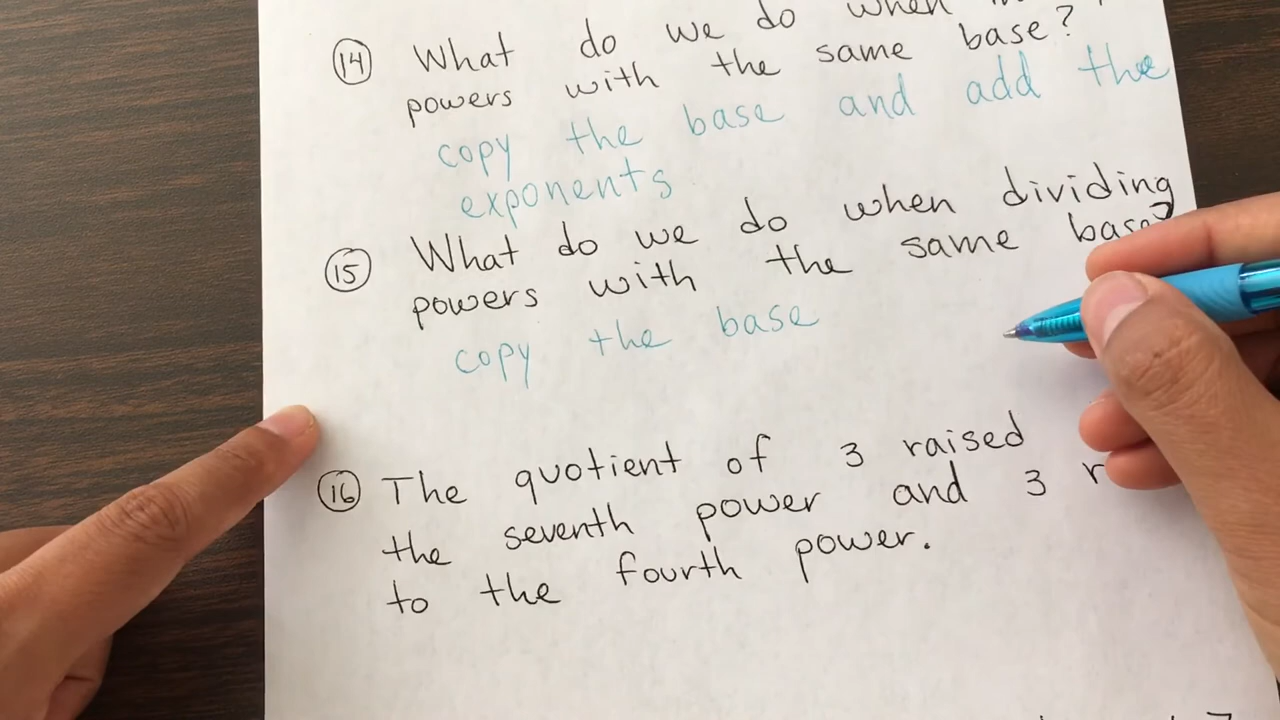 14 What do we do when
powers with the same base?
copy the base and add the
exponents
15 What do we do when dividing
powers with the same base?
copy the base
16 The quotient of 3 raised
the seventh power and 3 r
to the fourth power.